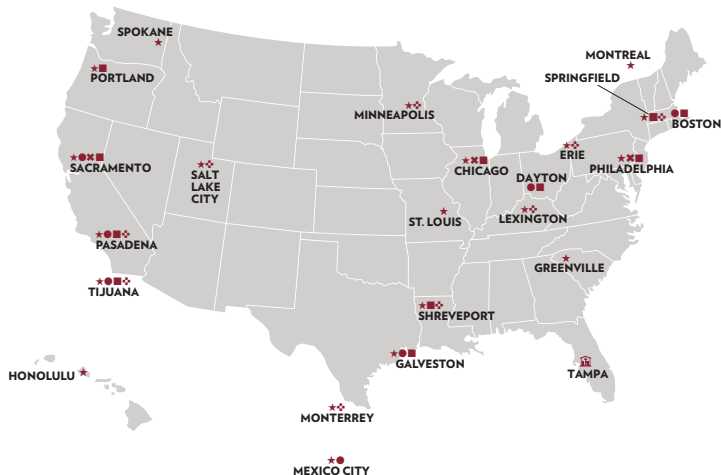 SPOKANE
PORTLAND
MONTREAL
SPRINGFIELD
MINNEAPOLIS
BOSTON
SACRAMENTO
SALT
LAKE
CITY
CHICAGO
ERIE
PHILADELPHIA
DAYTON
ST. LOUIS
LEXINGTON
PASADENA
TIJUANA
GREENVILLE
SHREVEPORT
GALVESTON
TAMPA
HONOLULU
MONTERREY
MEXICO CITY